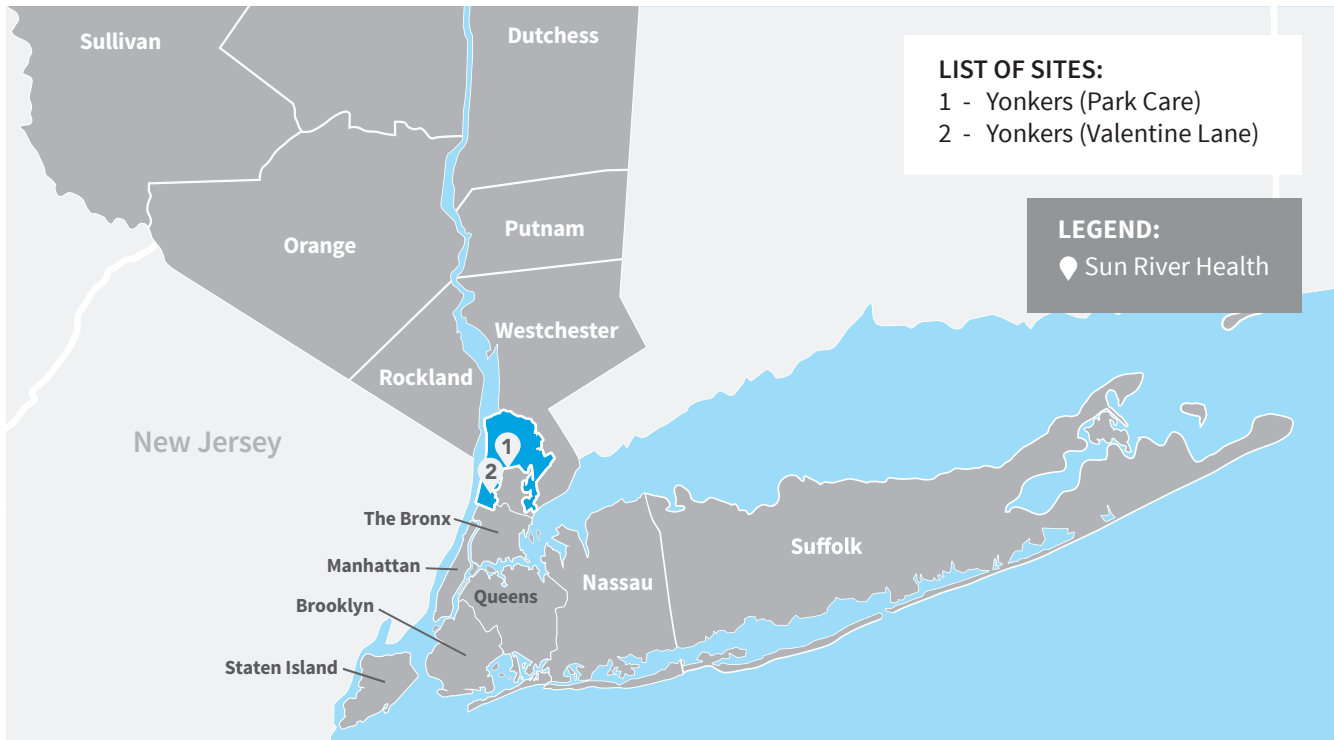 Sullivan
Dutchess
LIST OF SITES:
1 - Yonkers (Park Care)
2 - Yonkers (Valentine Lane)
Orange
Putnam
LEGEND:
Sun River Health
Westchester
Rockland
New Jersey
1
2
The Bronx
Manhattan
Brooklyn
Staten Island
Queens
Nassau
Suffolk